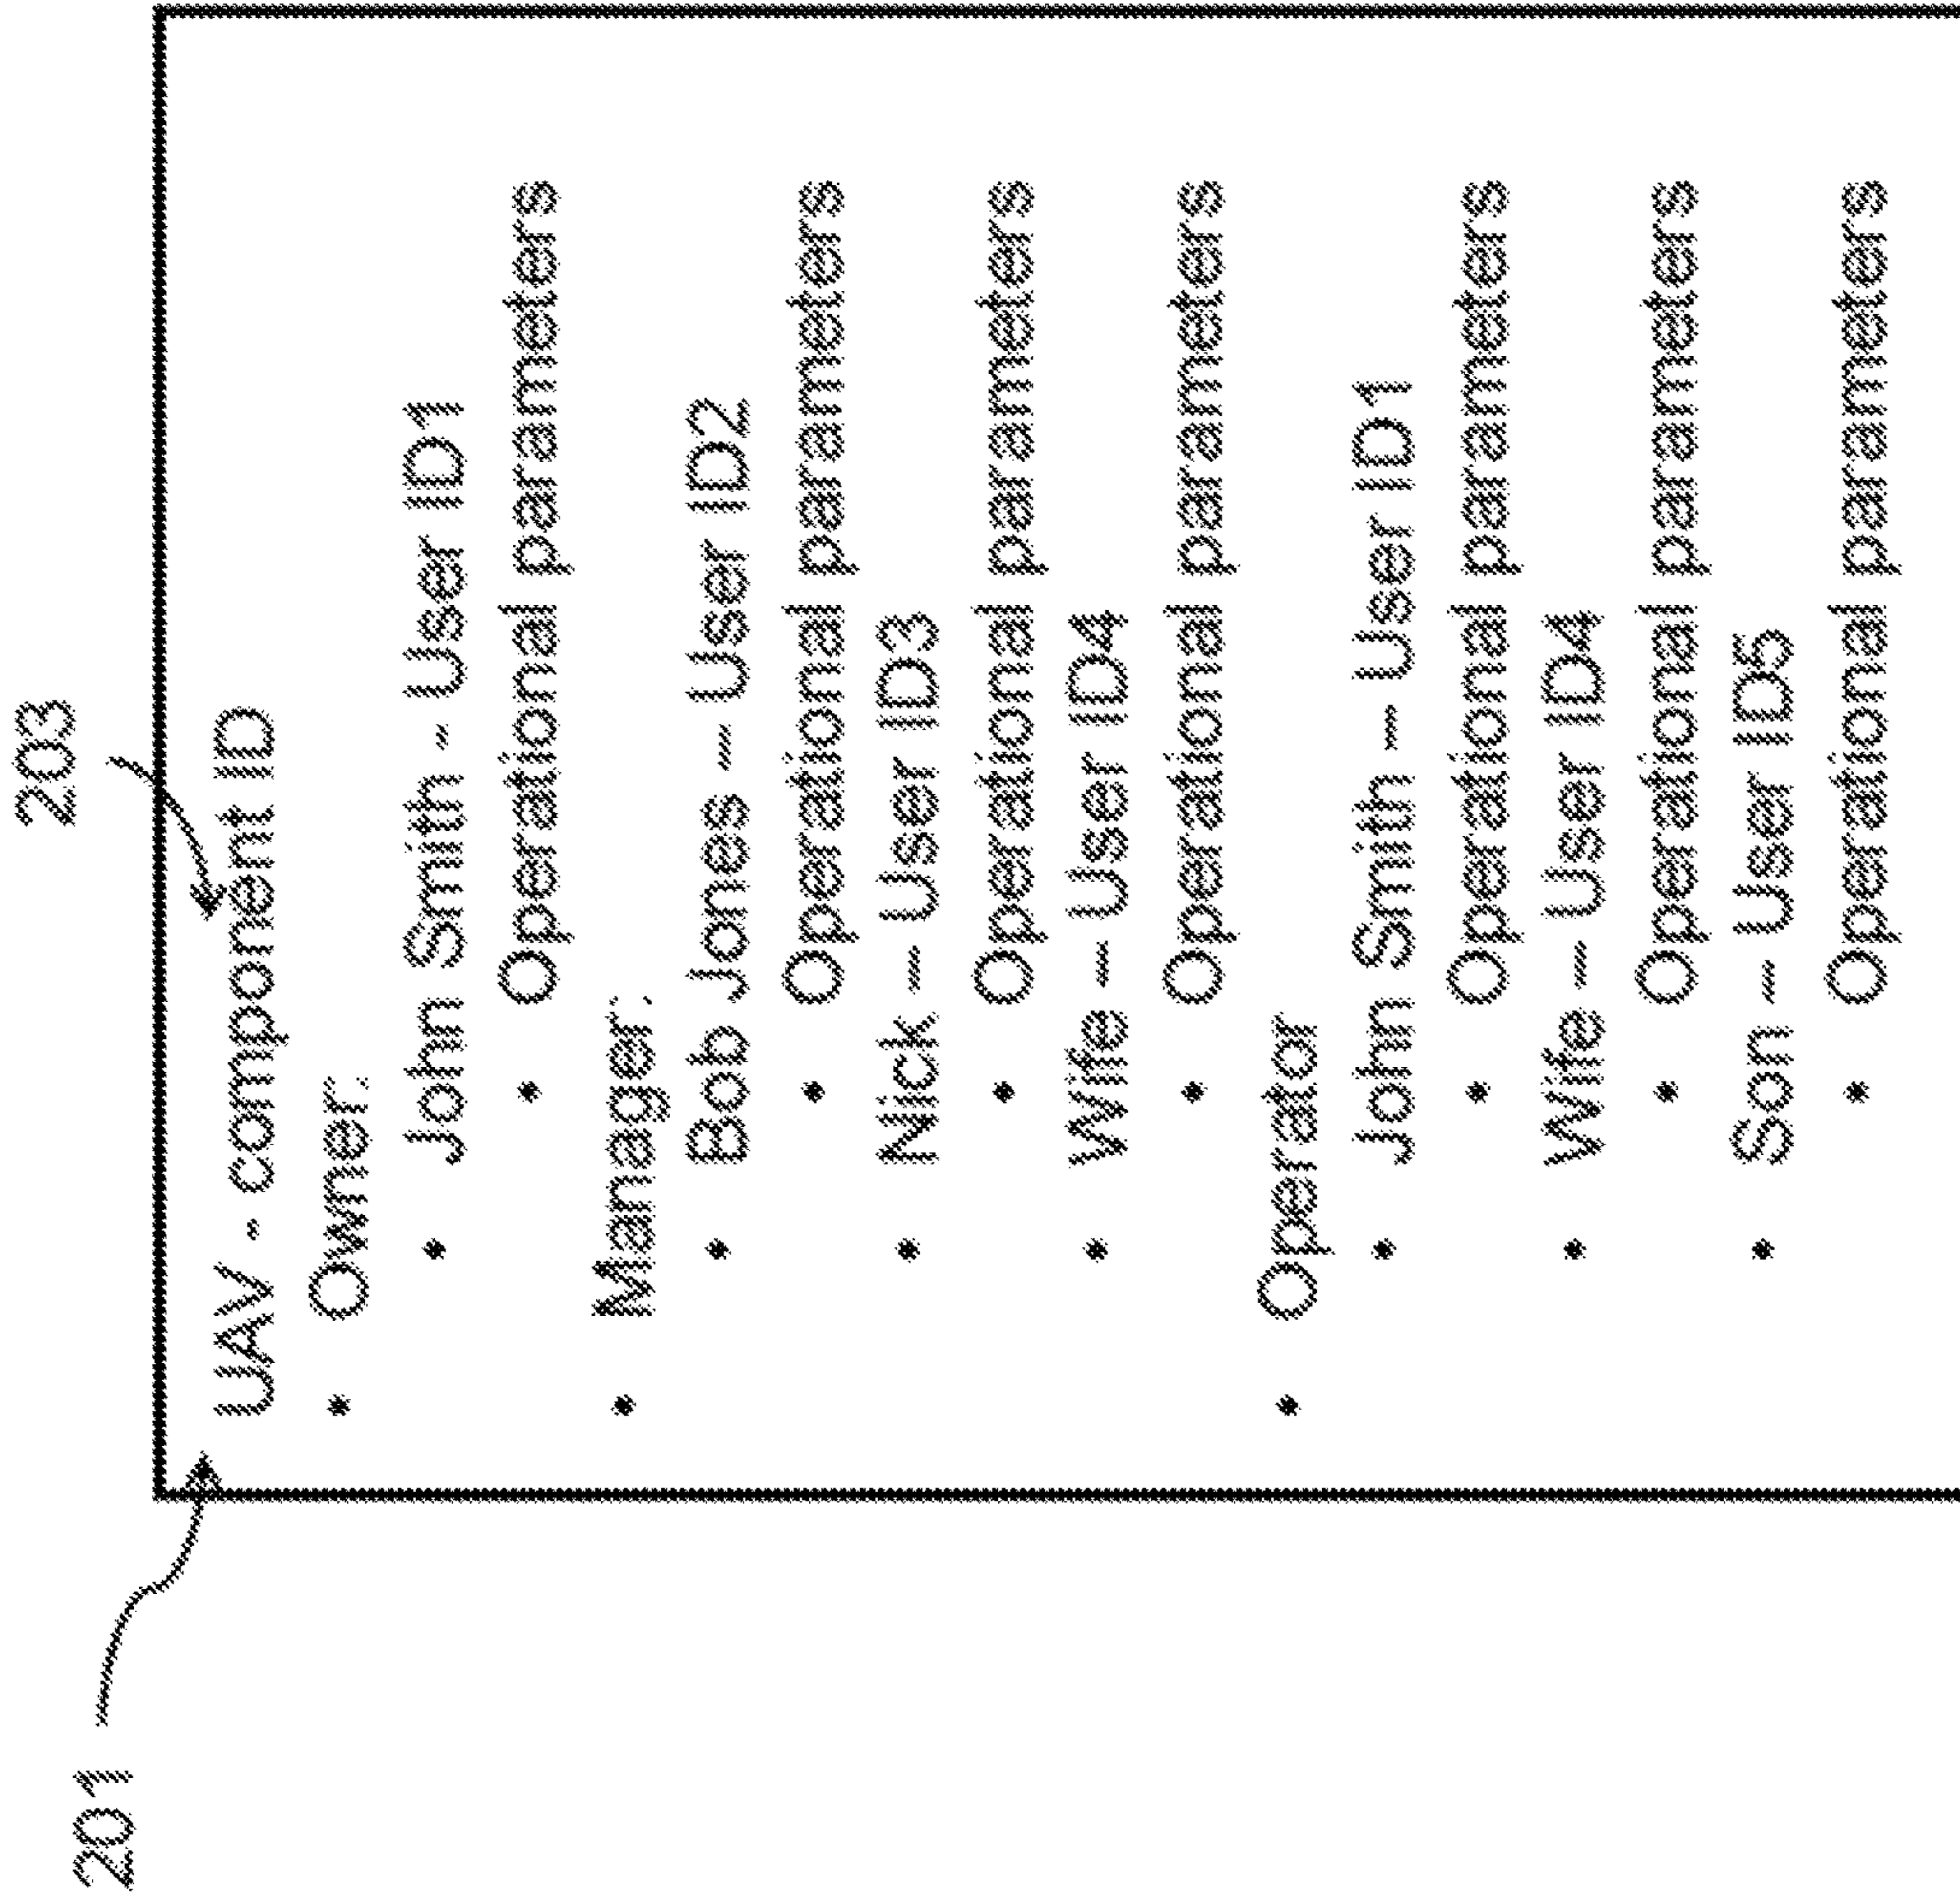 203
201
UAV - component ID
• Owner:
• John Smith - User ID1
• Operational parameters
• Manager:
• Bob Jones – User ID2
• Operational parameters
• Nick – User ID3
• Operational parameters
• Wife – User ID4
• Operational parameters
• Operator
• John Smith – User ID1
• Operational parameters
• Wife – User ID4
• Operational parameters
• Son – User ID5
• Operational parameters